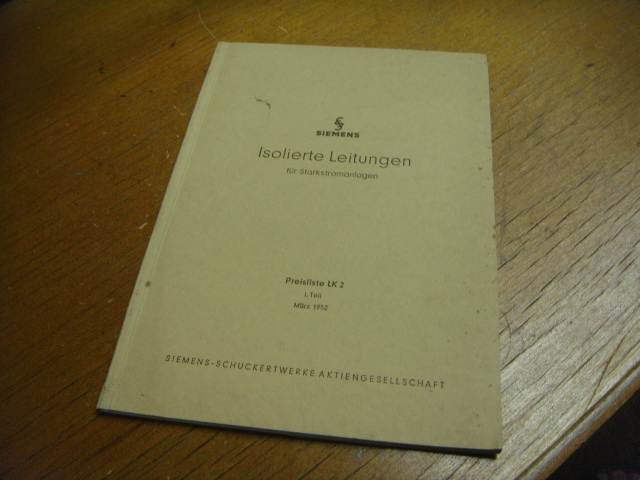 SIEMENS
Isolierte Leitungen
für Starkstromanlagen
Preisliste LK 2
I. Teil
März 1952
SIEMENS-SCHUCKERTWERKE AKTIENGESELLSCHAFT